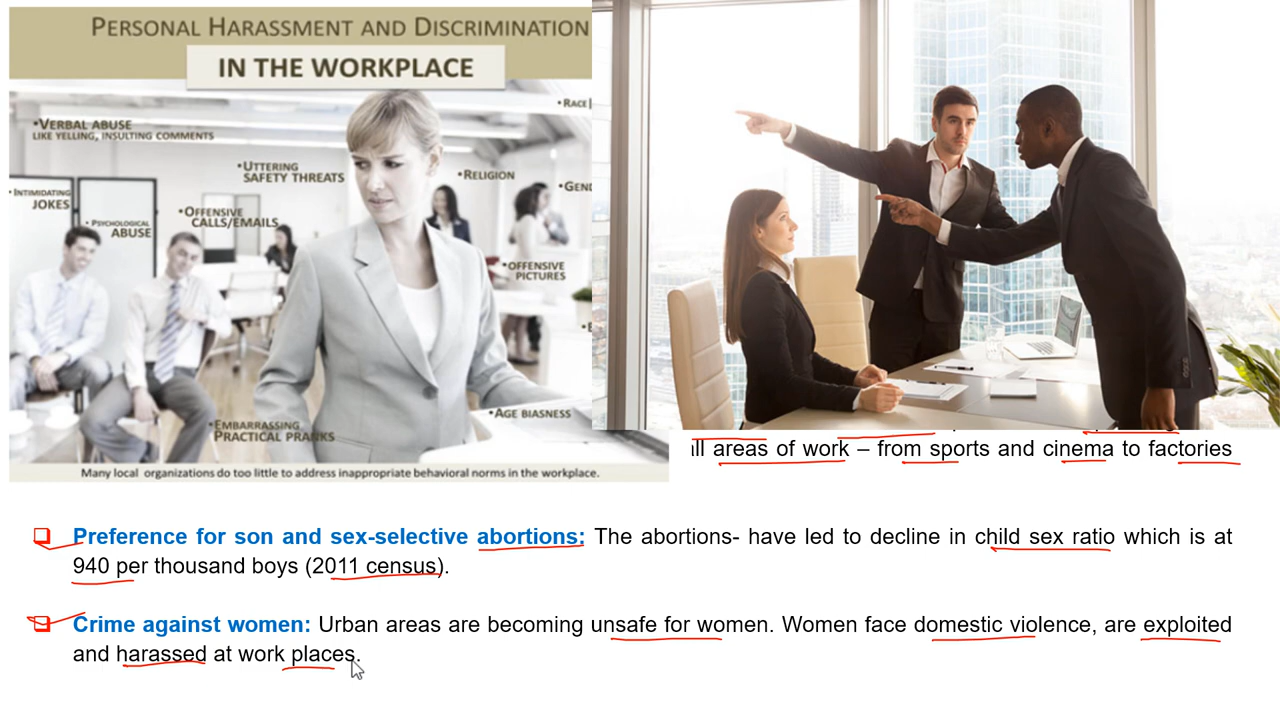 PERSONAL HARASSMENT AND DISCRIMINATION
IN THE WORKPLACE
•RACE
•VERBAL ABUSE
LIKE YELLING, INSULTING COMMENTS
•UTTERING
SAFETY THREATS
•RELIGION
•INTIMIDATING
JOKES
•OFFENSIVE
CALLS/EMAILS
•PSYCHOLOGICAL
ABUSE
•OFFENSIVE
PICTURES
•AGE BIASNESS
•EMBARRASSING
PRACTICAL PRANKS
Many local organizations do too little to address inappropriate behavioral norms in the workplace.
areas of work – from sports and cinema to factories
Preference for son and sex-selective abortions: The abortions- have led to decline in child sex ratio which is at
940 per thousand boys (2011 census).
Crime against women: Urban areas are becoming unsafe for women. Women face domestic violence, are exploited
and harassed at work places.